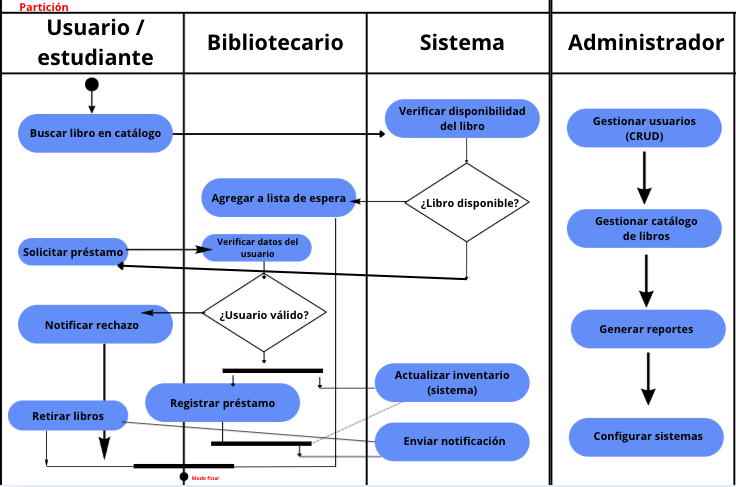 Partición
Usuario /
estudiante
Bibliotecario
Sistema
Administrador
Buscar libro en catálogo
Verificar disponibilidad
del libro
Gestionar usuarios
(CRUD)
Agregar a lista de espera
¿Libro disponible?
Gestionar catálogo
de libros
Solicitar préstamo
Verificar datos del
usuario
Notificar rechazo
¿Usuario válido?
Generar reportes
Actualizar inventario
(sistema)
Registrar préstamo
Retirar libros
Enviar notificación
Configurar sistemas
Modo final